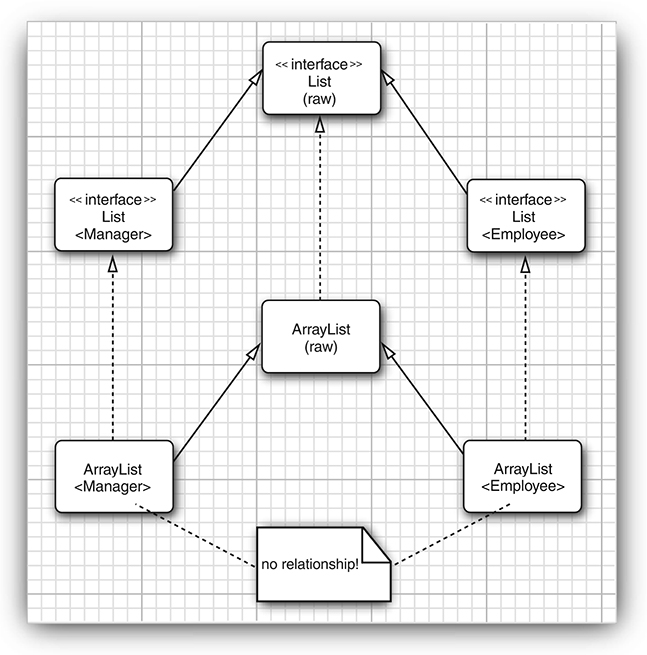 <<interface>>
List
(raw)
<<interface>>
List
<Manager>
<<interface>>
List
<Employee>
ArrayList
(raw)
ArrayList
<Manager>
ArrayList
<Employee>
no relationship!